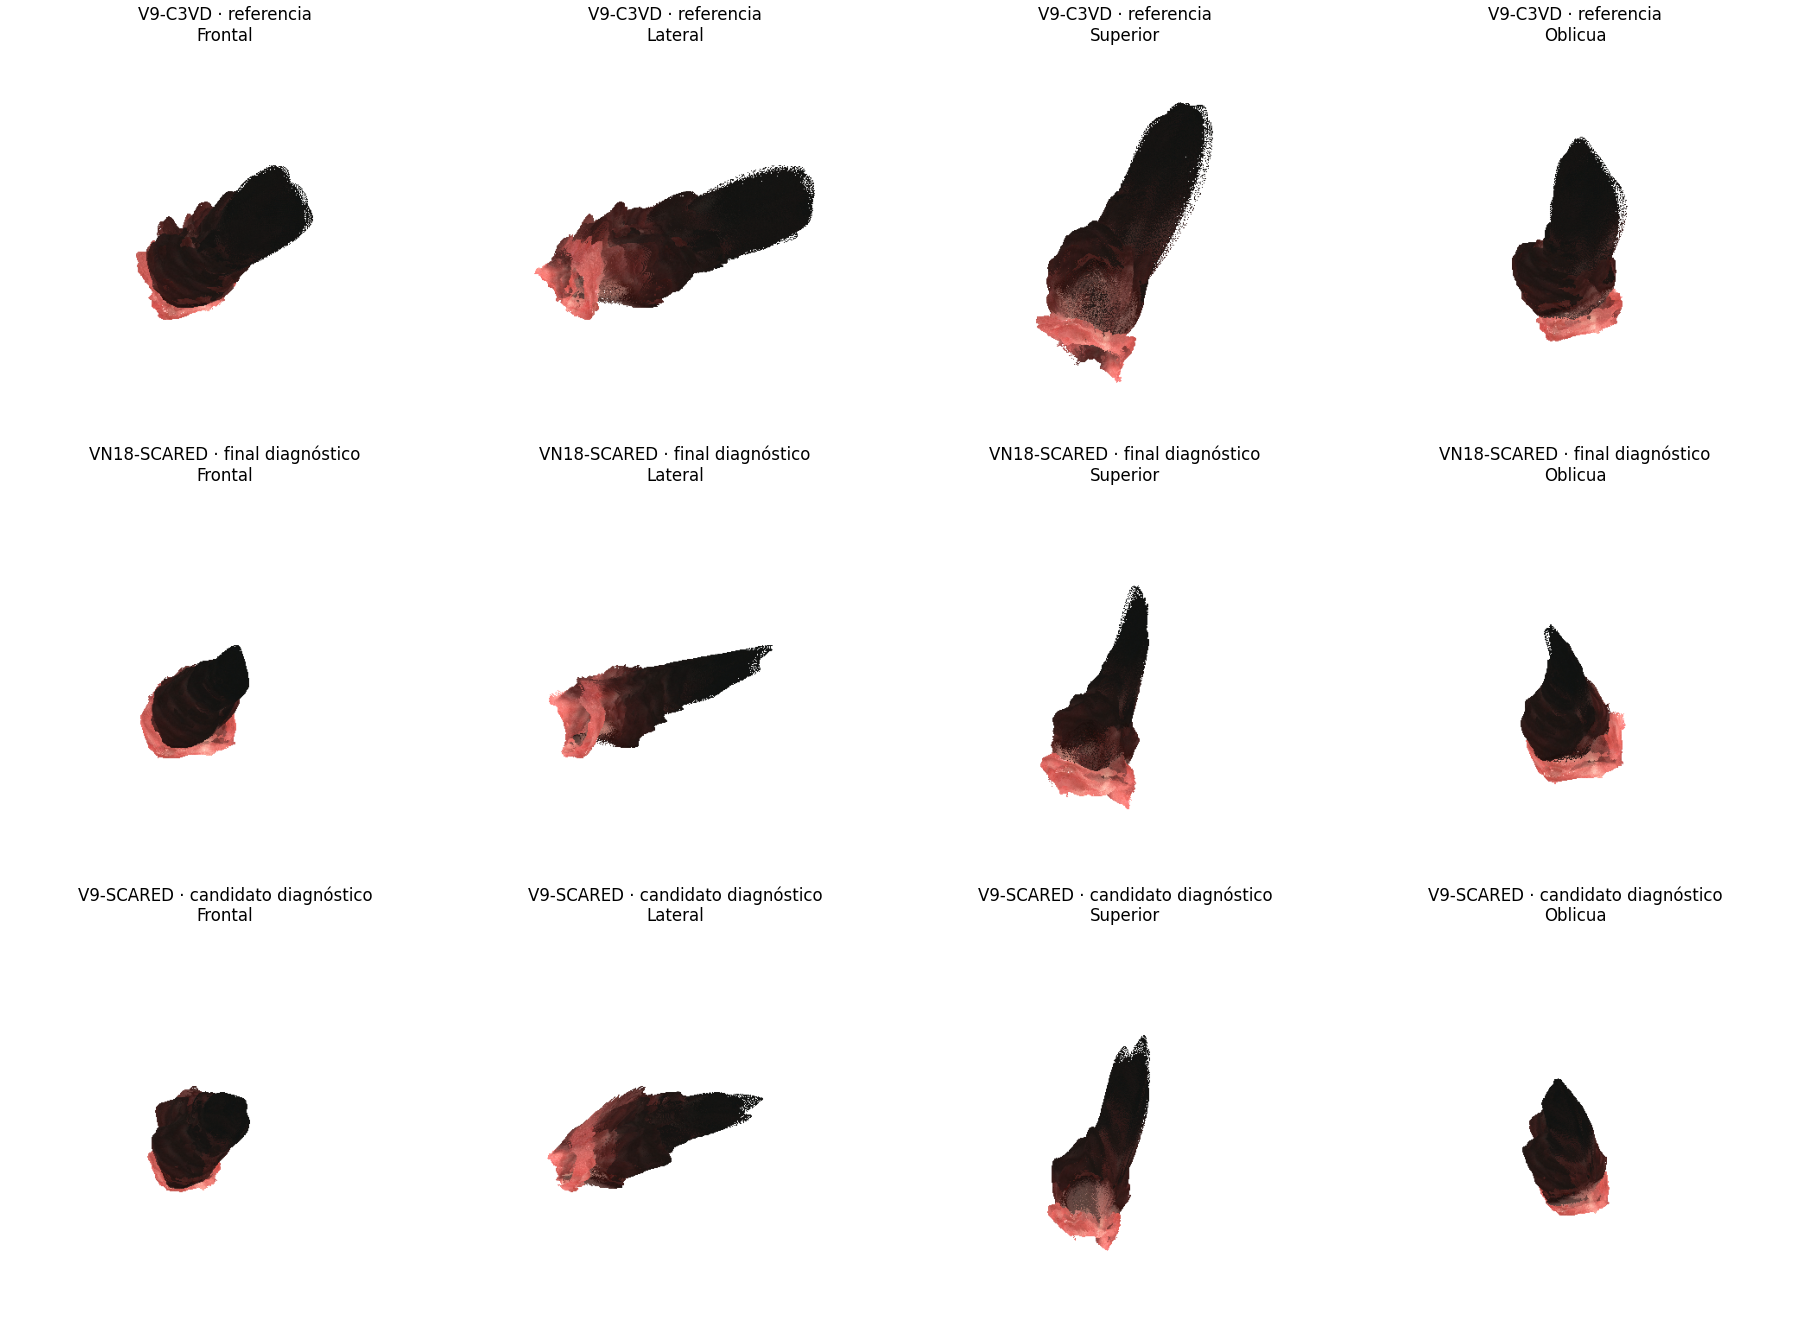 V9-C3VD · referencia
Frontal
V9-C3VD · referencia
Lateral
V9-C3VD · referencia
Superior
V9-C3VD · referencia
Oblicua
VN18-SCARED · final diagnóstico
Frontal
VN18-SCARED · final diagnóstico
Lateral
VN18-SCARED · final diagnóstico
Superior
VN18-SCARED · final diagnóstico
Oblicua
V9-SCARED · candidato diagnóstico
Frontal
V9-SCARED · candidato diagnóstico
Lateral
V9-SCARED · candidato diagnóstico
Superior
V9-SCARED · candidato diagnóstico
Oblicua